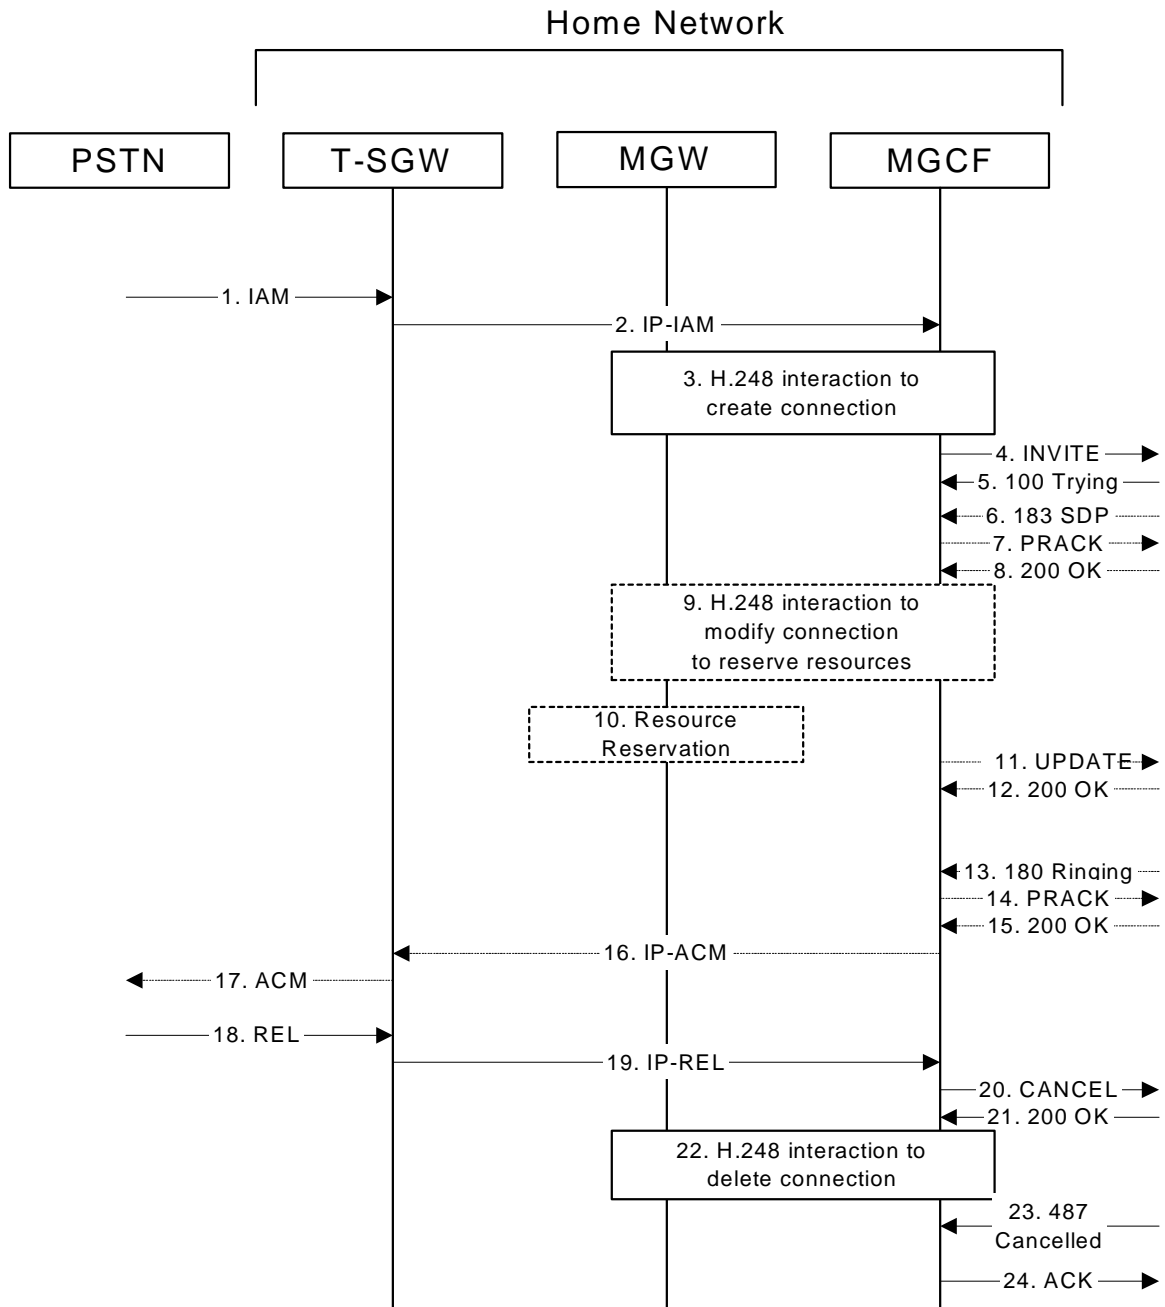 Home Network
PSTN
T-SGW
MGW
MGCF
1. IAM
2. IP-IAM
3. H.248 interaction to
create connection
4. INVITE
5. 100 Trying
6. 183 SDP
7. PRACK
8. 200 OK
9. H.248 interaction to
modify connection
to reserve resources
10. Resource
Reservation
11. UPDATE
12. 200 OK
13. 180 Ringing
14. PRACK
15. 200 OK
16. IP-ACM
17. ACM
18. REL
19. IP-REL
20. CANCEL
21. 200 OK
22. H.248 interaction to
delete connection
23. 487
Cancelled
24. ACK